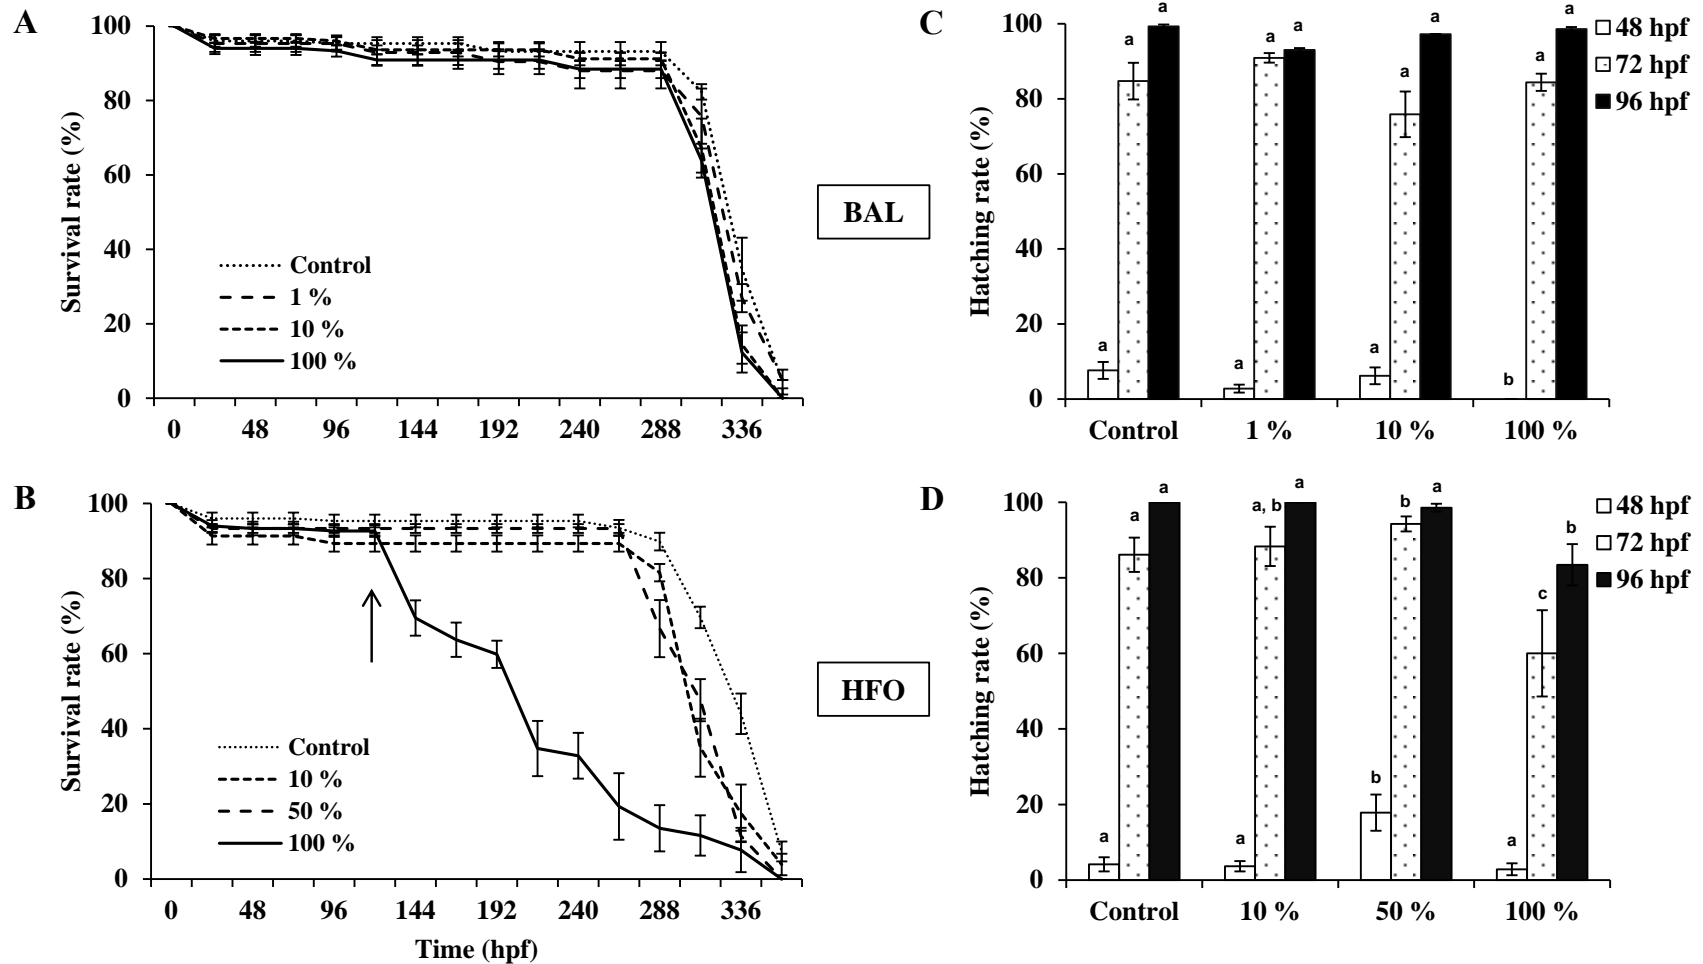 A
Survival rate (%)
100
80
60
40
20
0
Control
1 %
10 %
100 %
0 48 96 144 192 240 288 336
BAL
C
Hatching rate (%)
100
80
60
40
20
0
a a a
a a a
a a a
b a a
48 hpf
72 hpf
96 hpf
Control 1 % 10 % 100 %
B
Survival rate (%)
100
80
60
40
20
0
Control
10 %
50 %
100 %
0 48 96 144 192 240 288 336
Time (hpf)
HFO
D
Hatching rate (%)
100
80
60
40
20
0
a a a
a a, b a
b b a
a c b
48 hpf
72 hpf
96 hpf
Control 10 % 50 % 100 %